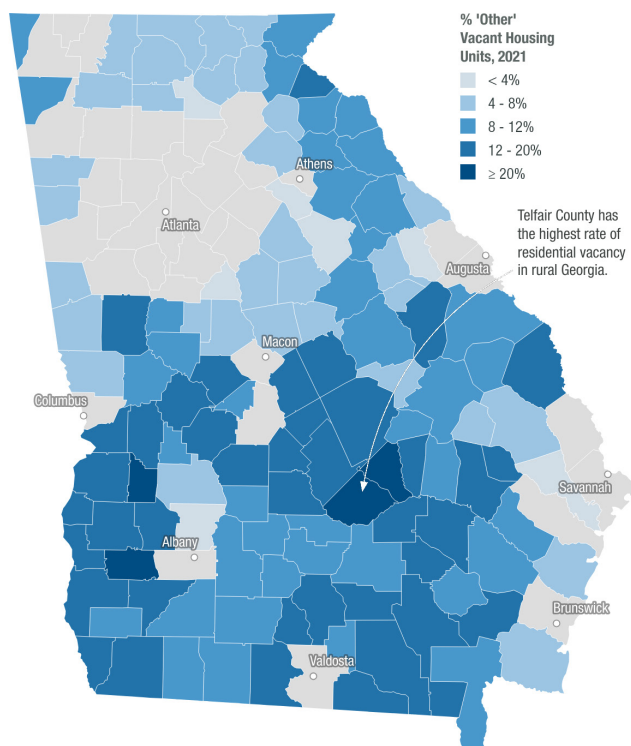 % 'Other'
Vacant Housing
Units, 2021
< 4%
4 - 8%
8 - 12%
12 - 20%
≥ 20%
Athens
Atlanta
Telfair County has
the highest rate of
residential vacancy
in rural Georgia.
Augusta
Macon
Columbus
Savannah
Albany
Brunswick
Valdosta